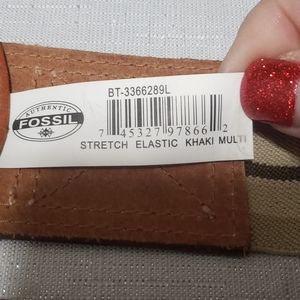 BT-3366289L
AUTHENTIC
FOSSIL
7 45327 97866 2
STRETCH ELASTIC KHAKI MULTI